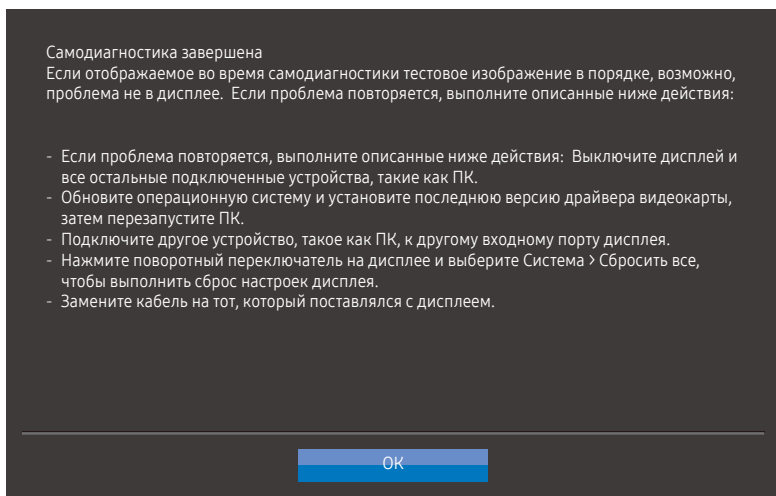 Самодиагностика завершена
Если отображаемое во время самодиагностики тестовое изображение в порядке, возможно,
проблема не в дисплее. Если проблема повторяется, выполните описанные ниже действия:
- Если проблема повторяется, выполните описанные ниже действия: Выключите дисплей и
все остальные подключенные устройства, такие как ПК.
- Обновите операционную систему и установите последнюю версию драйвера видеокарты,
затем перезапустите ПК.
- Подключите другое устройство, такое как ПК, к другому входному порту дисплея.
- Нажмите поворотный переключатель на дисплее и выберите Система > Сбросить все,
чтобы выполнить сброс настроек дисплея.
- Замените кабель на тот, который поставлялся с дисплеем.
ОК